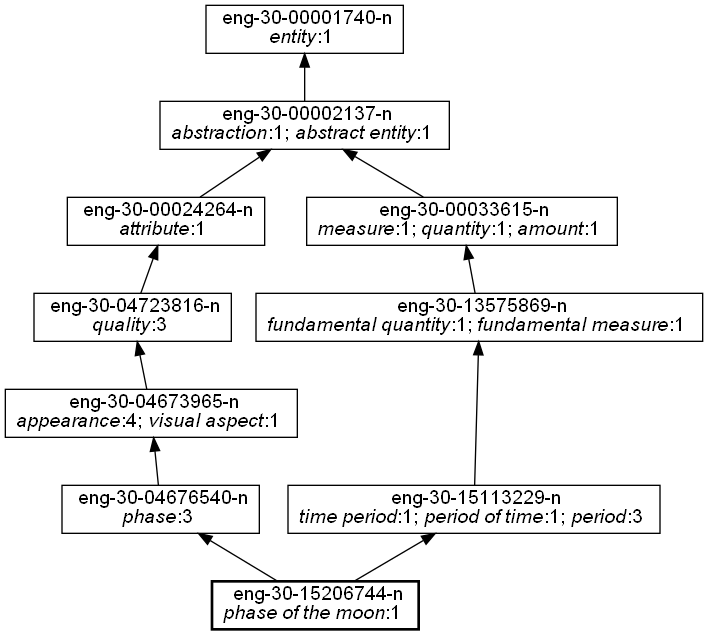 eng-30-00001740-n
entity:1
eng-30-00002137-n
abstraction:1; abstract entity:1
eng-30-00024264-n
attribute:1
eng-30-00033615-n
measure:1; quantity:1; amount:1
eng-30-04723816-n
quality:3
eng-30-13575869-n
fundamental quantity:1; fundamental measure:1
eng-30-04673965-n
appearance:4; visual aspect:1
eng-30-04676540-n
phase:3
eng-30-15113229-n
time period:1; period of time:1; period:3
eng-30-15206744-n
phase of the moon:1